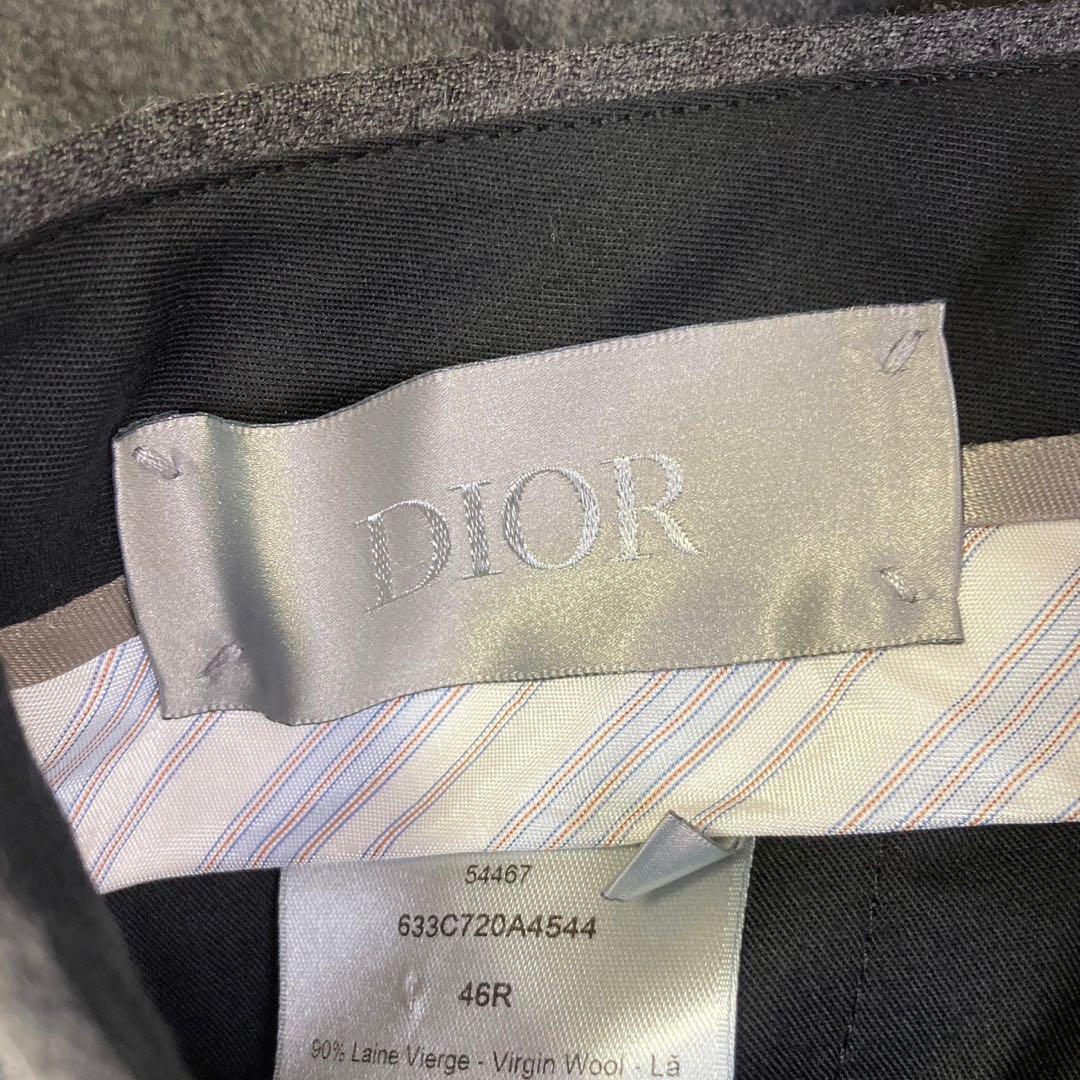 DIOR
54467
633C720A4544
46R
90% Laine Vierge - Virgin Wool - Lã